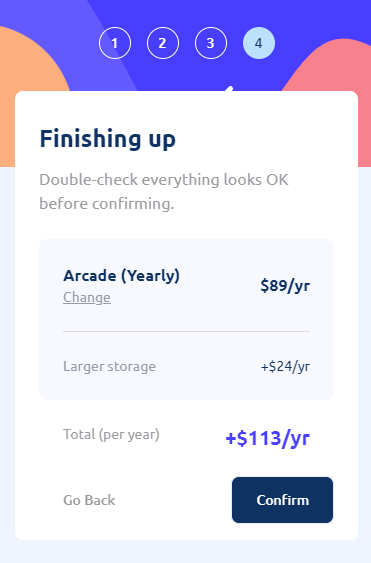 1 2 3 4
Finishing up
Double-check everything looks OK
before confirming.
Arcade (Yearly)
$89/yr
Change
Larger storage
+$24/yr
Total (per year)
+$113/yr
Go Back
Confirm